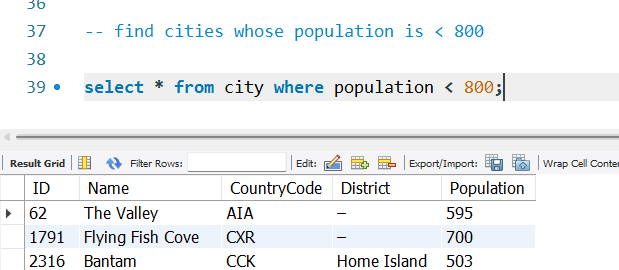 36
37 -- find cities whose population is < 800
38
39 select * from city where population < 800;
Result Grid Filter Rows: Edit: Export/Import: Wrap Cell Conte
ID Name CountryCode District Population
62 The Valley AIA – 595
1791 Flying Fish Cove CXR – 700
2316 Bantam CCK Home Island 503